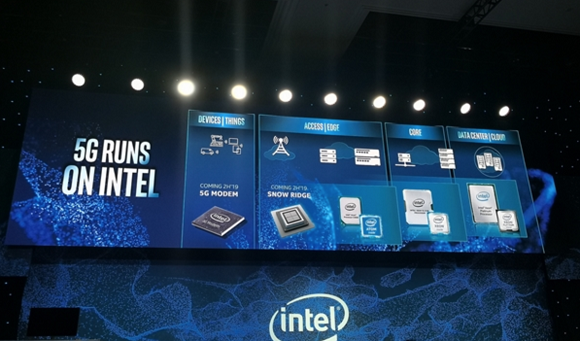 5G RUNS
ON INTEL
DEVICES | THINGS
ACCESS | EDGE
CORE
DATA CENTER | CLOUD
COMING 2H'19
5G MODEM
COMING 2H'19
SNOW RIDGE
intel